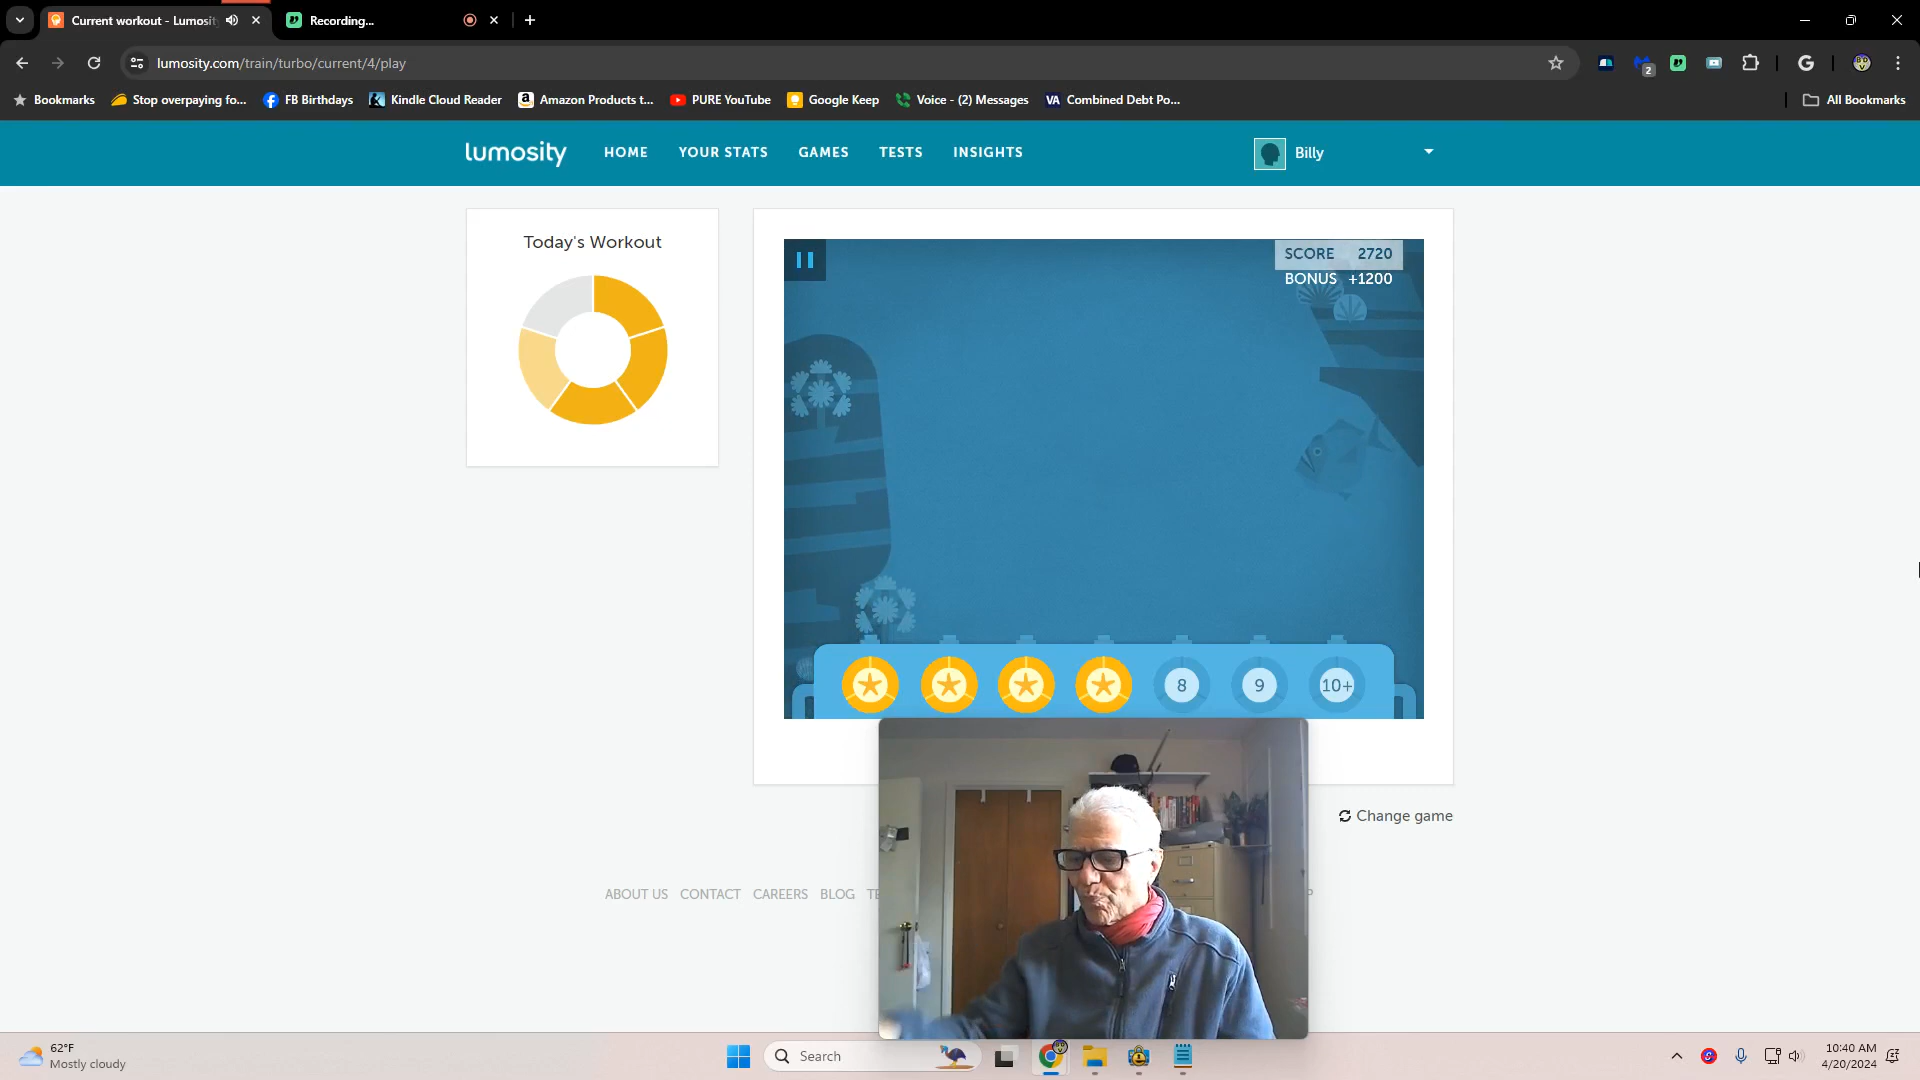 Current workout - Lumosit
Recording...
lumosity.com/train/turbo/current/4/play
2
Bookmarks
Stop overpaying fo...
FB Birthdays
Kindle Cloud Reader
Amazon Products t...
PURE YouTube
Google Keep
Voice - (2) Messages
VA Combined Debt Po...
All Bookmarks
lumosity
HOME
YOUR STATS
GAMES
TESTS
INSIGHTS
Billy
Today's Workout
SCORE 2720
BONUS +1200
8
9
10+
Change game
ABOUT US
CONTACT
CAREERS
BLOG
TE
P
62°F
Mostly cloudy
Search
10:40 AM
4/20/2024